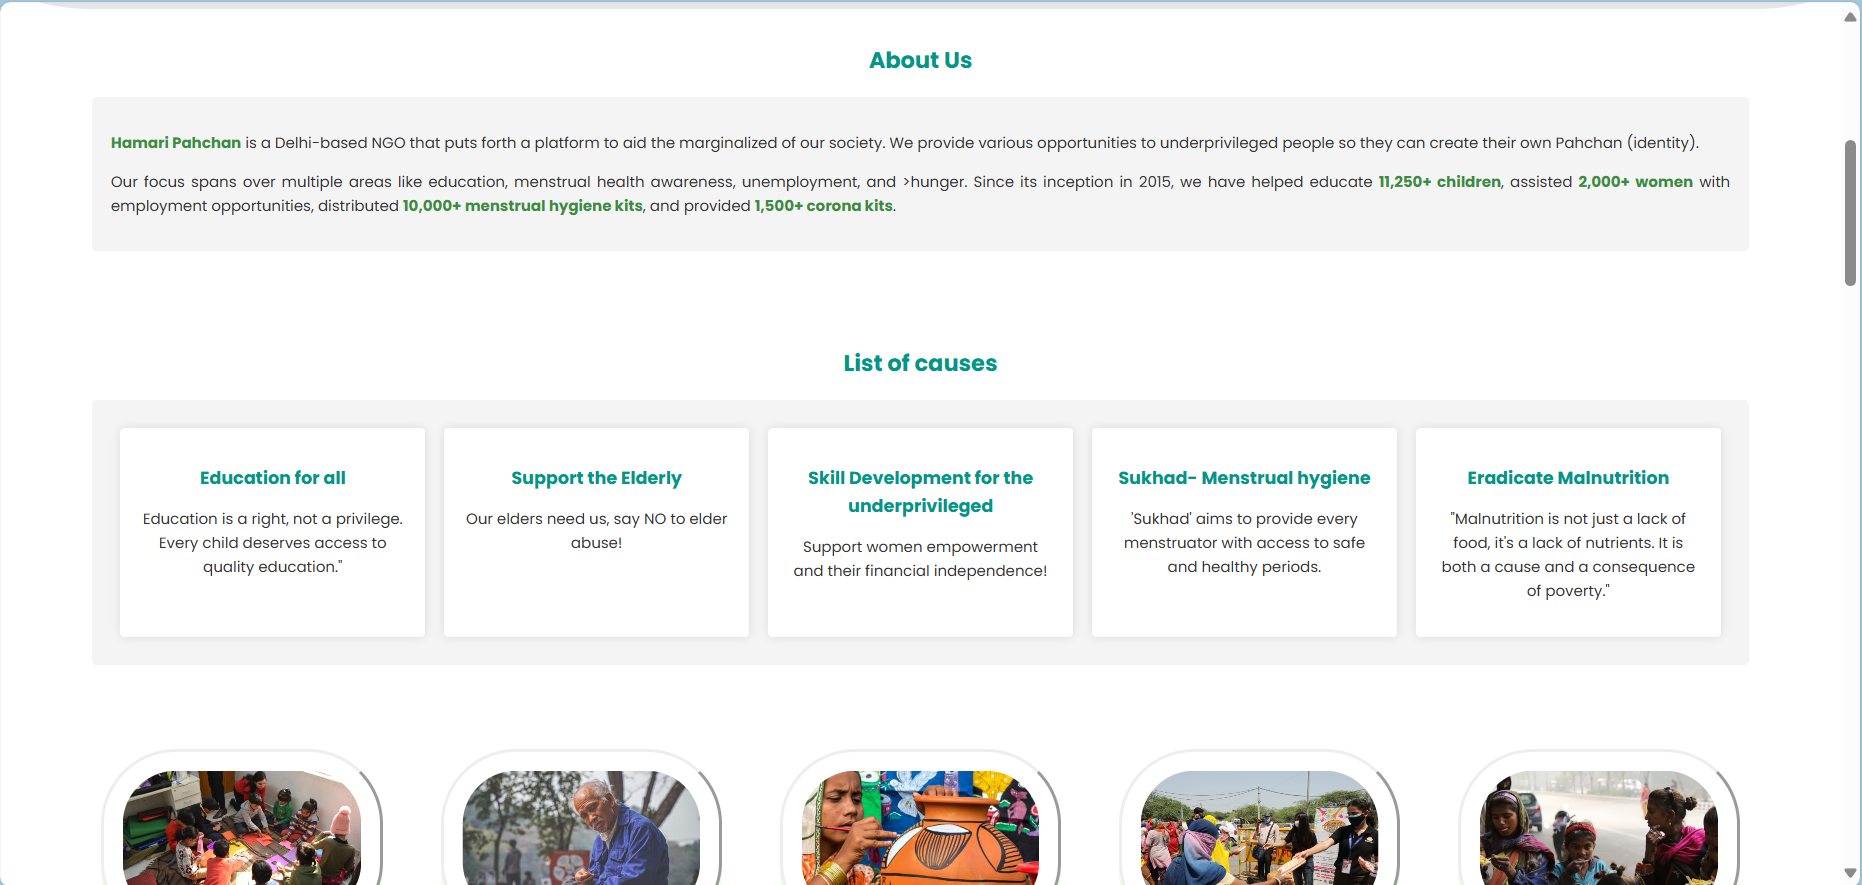 About Us
Hamari Pahchan is a Delhi-based NGO that puts forth a platform to aid the marginalized of our society. We provide various opportunities to underprivileged people so they can create their own Pahchan (identity).
Our focus spans over multiple areas like education, menstrual health awareness, unemployment, and >hunger. Since its inception in 2015, we have helped educate 11,250+ children, assisted 2,000+ women with
employment opportunities, distributed 10,000+ menstrual hygiene kits, and provided 1,500+ corona kits.
List of causes
Education for all
Education is a right, not a privilege.
Every child deserves access to
quality education."
Support the Elderly
Our elders need us, say NO to elder
abuse!
Skill Development for the
underprivileged
Support women empowerment
and their financial independence!
Sukhad- Menstrual hygiene
'Sukhad' aims to provide every
menstruator with access to safe
and healthy periods.
Eradicate Malnutrition
"Malnutrition is not just a lack of
food, it's a lack of nutrients. It is
both a cause and a consequence
of poverty."